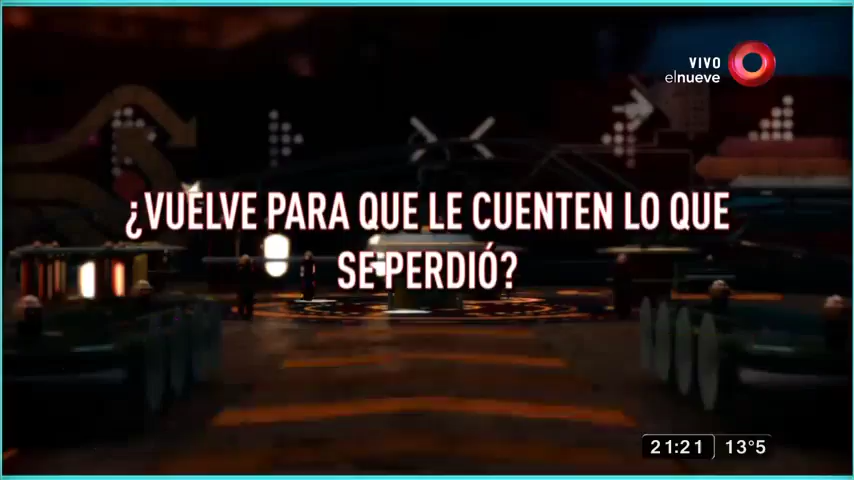 VIVO
elnueve
¿VUELVE PARA QUE LE CUENTEN LO QUE
SE PERDIÓ?
21:21 13°5